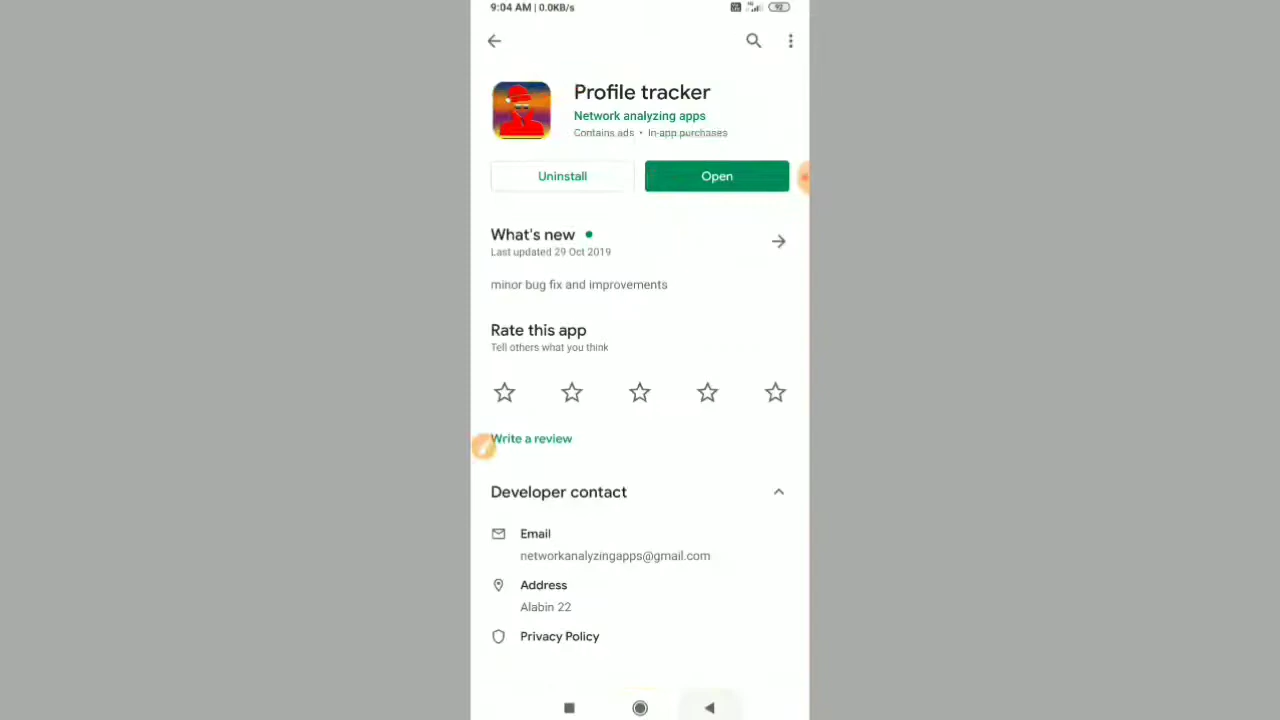 9:04 AM | 0.0KB/s
92
Profile tracker
Network analyzing apps
Contains ads • In-app purchases
Uninstall
Open
What's new
Last updated 29 Oct 2019
minor bug fix and improvements
Rate this app
Tell others what you think
Write a review
Developer contact
Email
networkanalyzingapps@gmail.com
Address
Alabin 22
Privacy Policy